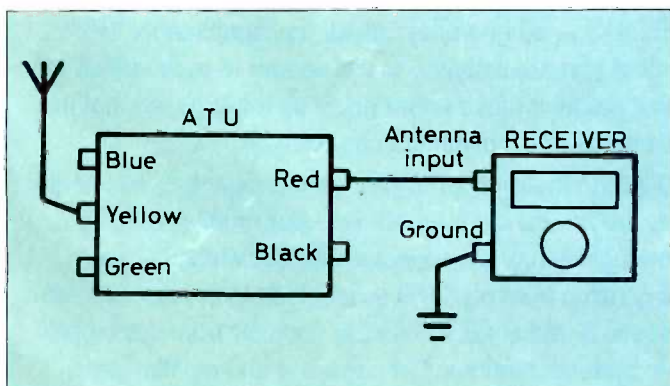 ATU
Blue
Yellow
Green
Red
Black
Antenna
input
Ground
RECEIVER